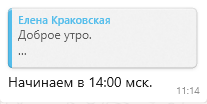 Елена Краковская
Доброе утро.
...
Начинаем в 14:00 мск.
11:14